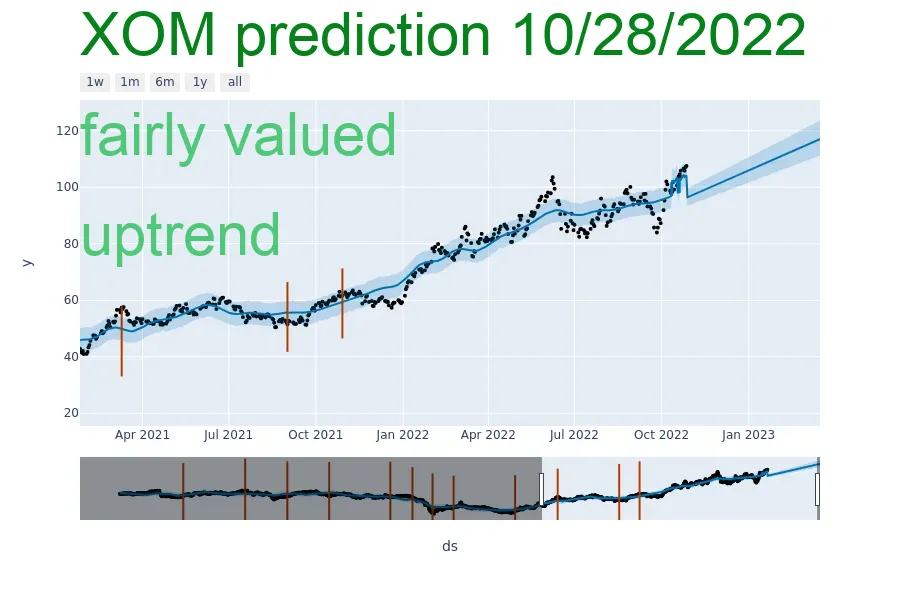 XOM prediction 10/28/2022
1w 1m 6m 1y all
fairly valued
uptrend
120
100
80
60
40
20
y
Apr 2021 Jul 2021 Oct 2021 Jan 2022 Apr 2022 Jul 2022 Oct 2022 Jan 2023
ds